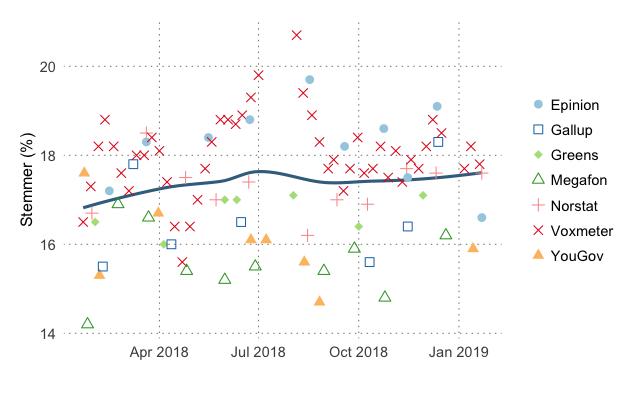 20
18
16
14
Stemmer (%)
Apr 2018
Jul 2018
Oct 2018
Jan 2019
Epinion
Gallup
Greens
Megafon
Norstat
Voxmeter
YouGov